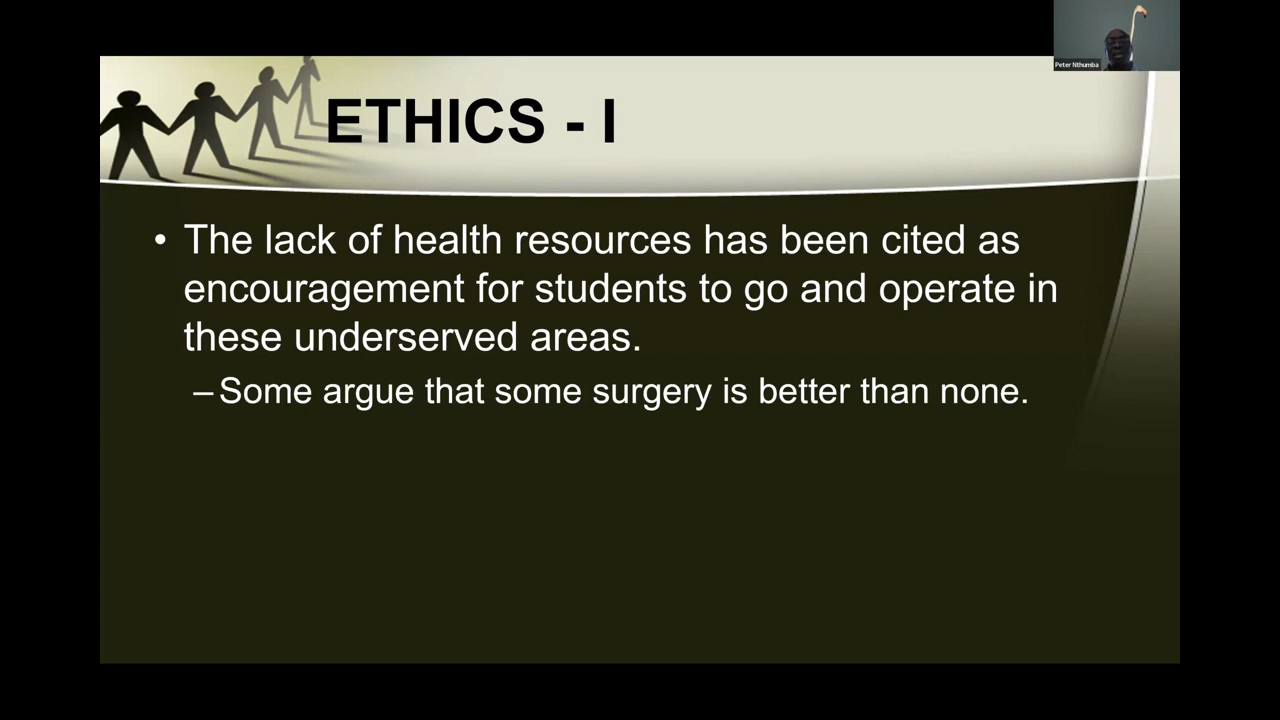 Peter Nthumba
ETHICS - I
• The lack of health resources has been cited as
encouragement for students to go and operate in
these underserved areas.
–Some argue that some surgery is better than none.